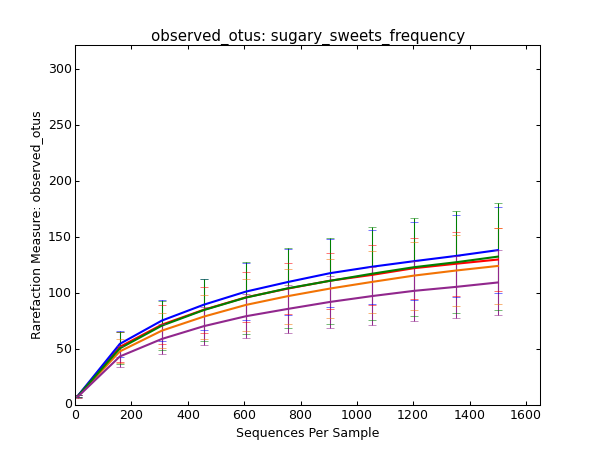 observed_otus: sugary_sweets_frequency
300
250
200
150
100
50
0
0 200 400 600 800 1000 1200 1400 1600
Rarefaction Measure: observed_otus
Sequences Per Sample